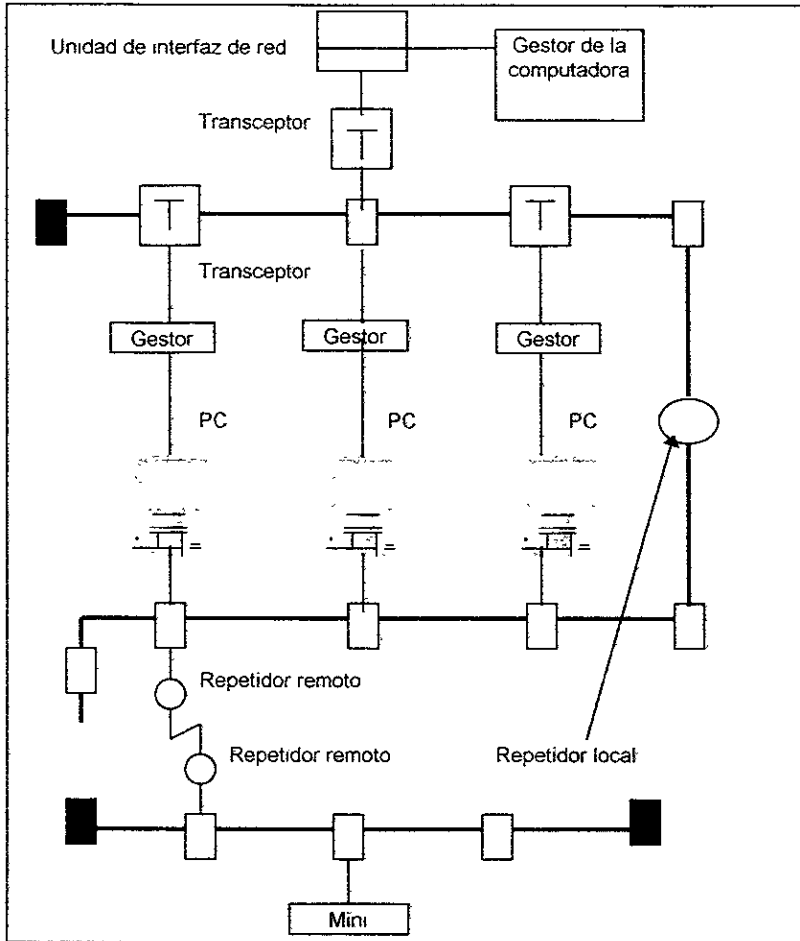 Unidad de interfaz de red
Gestor de la
computadora
Transceptor
T
T
T
Transceptor
Gestor
Gestor
Gestor
PC
PC
PC
Repetidor remoto
Repetidor remoto
Repetidor local
Mini